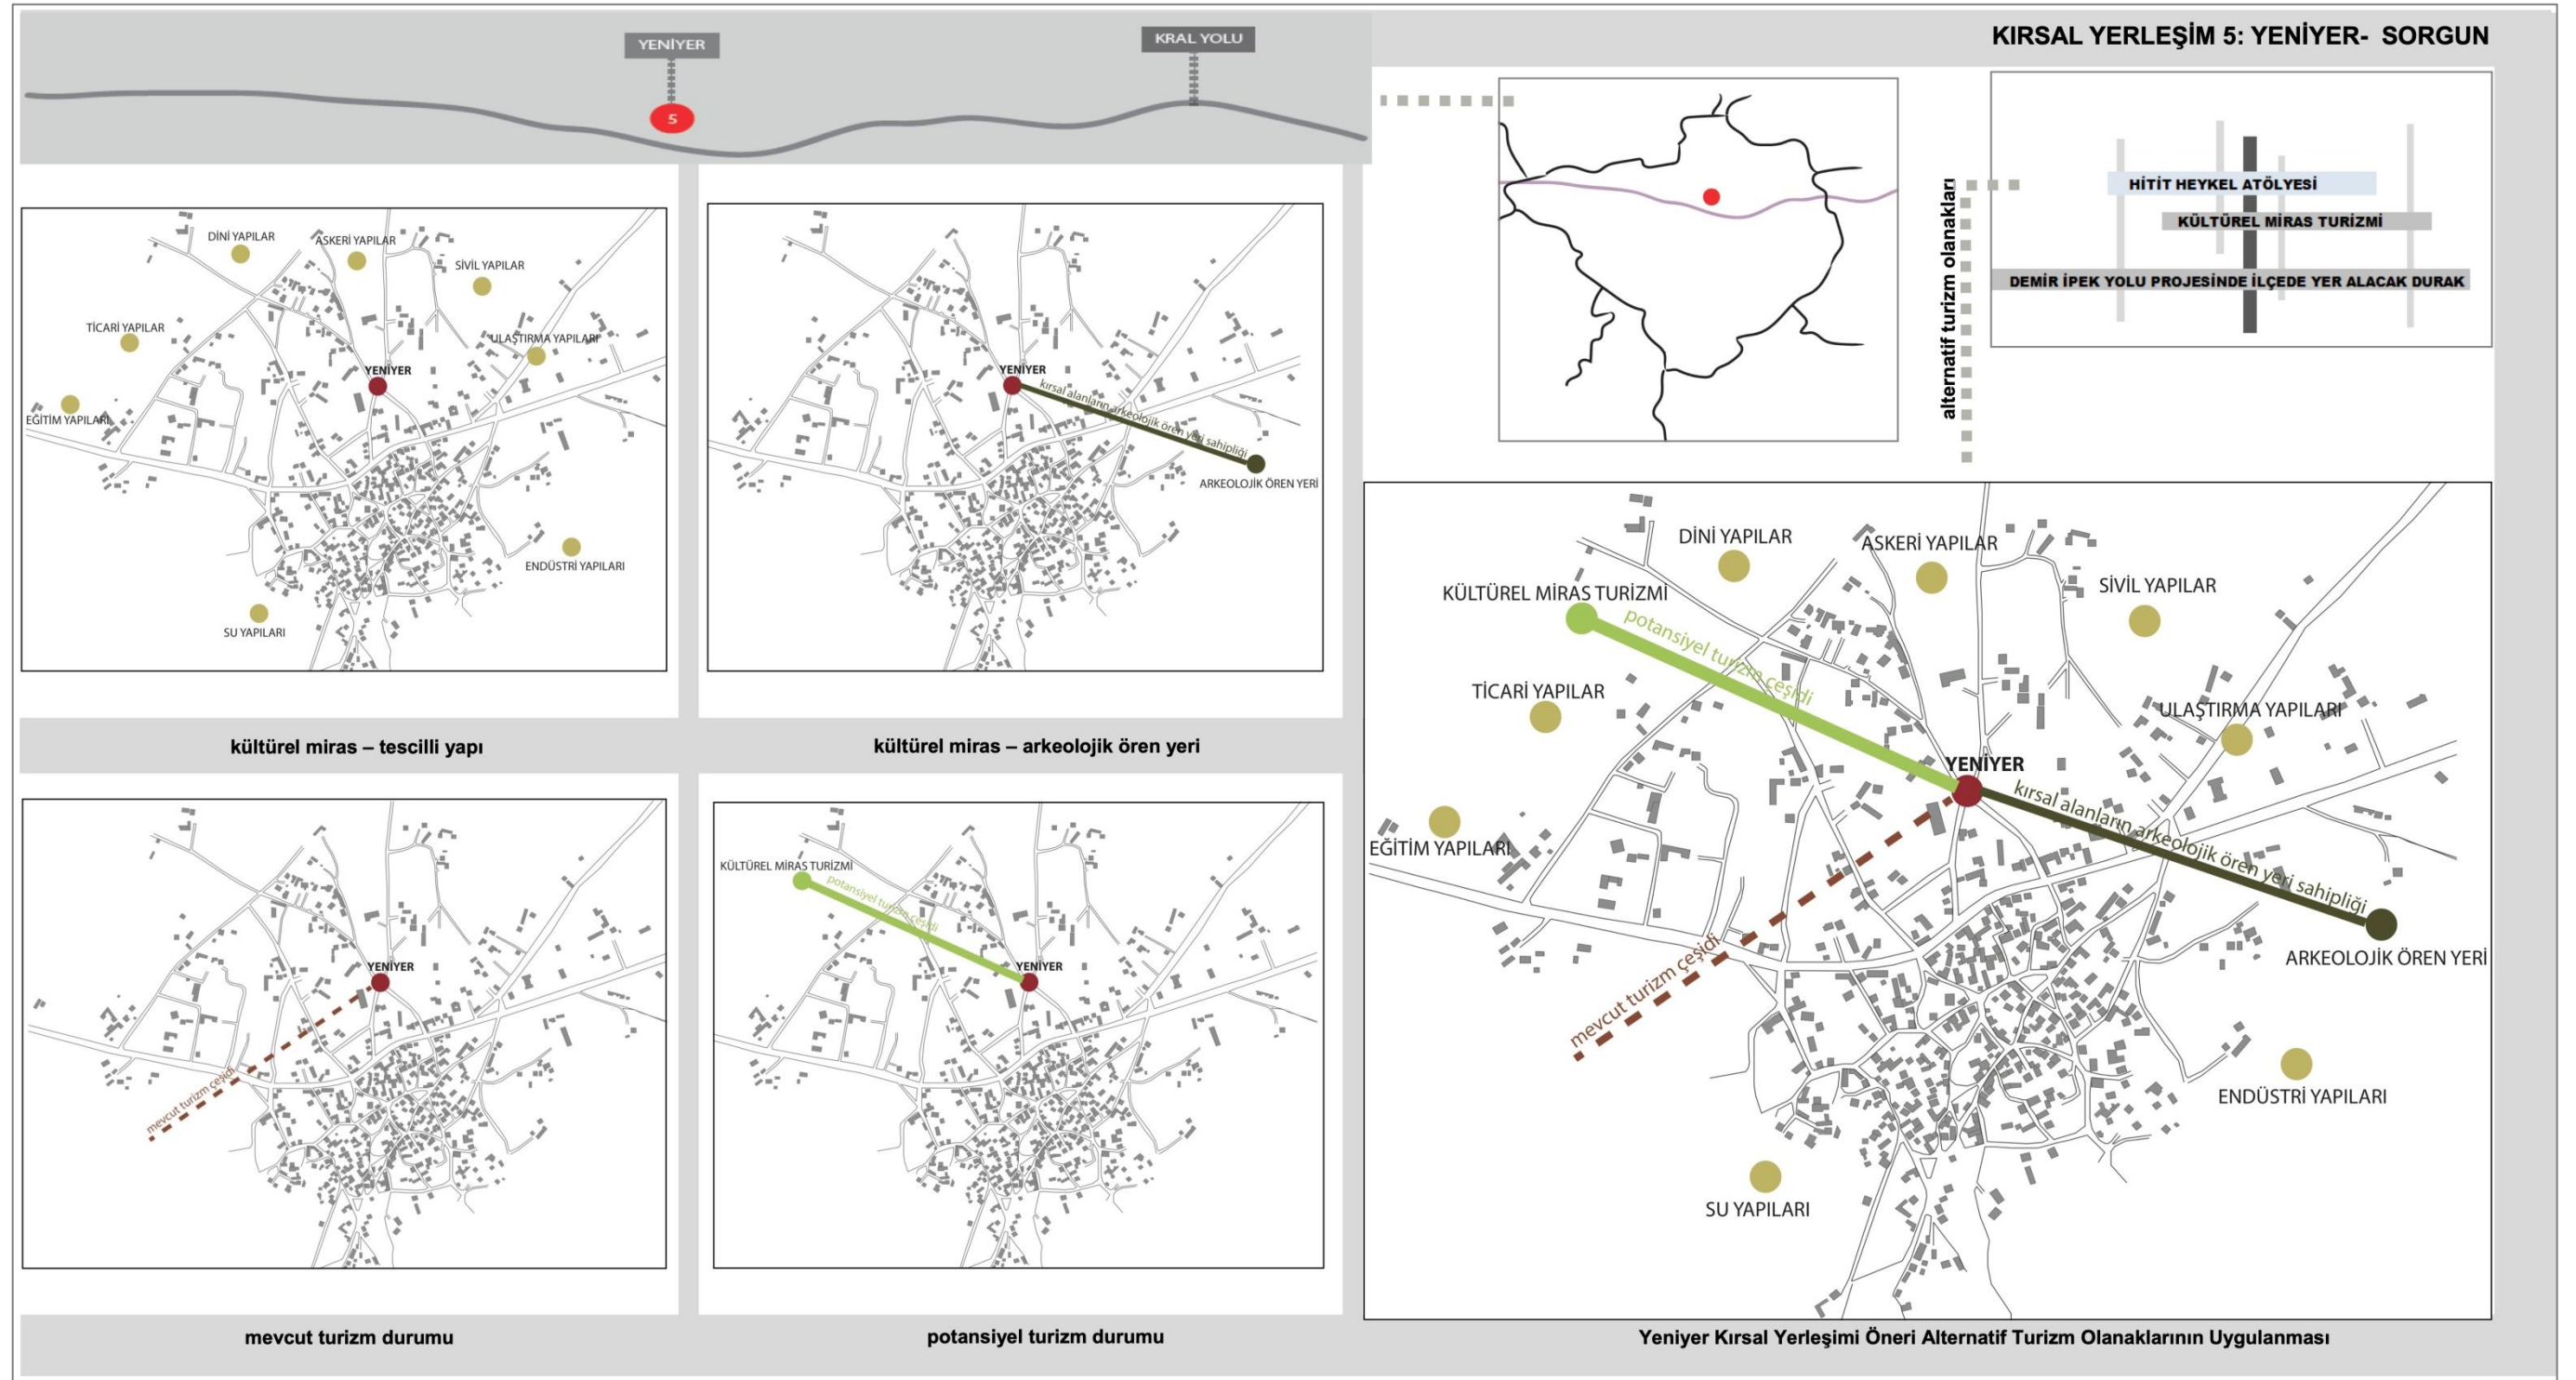 YENİYER
KRAL YOLU
5
KIRSAL YERLEŞİM 5: YENİYER- SORGUN
alternatif turizm olanakları
HİTİT HEYKEL ATÖLYESİ
KÜLTÜREL MİRAS TURİZMİ
DEMİR İPEK YOLU PROJESİNDE İLÇEDE YER ALACAK DURAK
DİNİ YAPILAR
ASKERİ YAPILAR
SİVİL YAPILAR
TİCARİ YAPILAR
ULAŞTIRMA YAPILARI
YENİYER
EĞİTİM YAPILARI
ENDÜSTRİ YAPILARI
SU YAPILARI
kültürel miras – tescilli yapı
YENİYER
kırsal alanların arkeolojik ören yeri sahipliği
ARKEOLOJİK ÖREN YERİ
kültürel miras – arkeolojik ören yeri
YENİYER
mevcut turizm çeşidi
mevcut turizm durumu
KÜLTÜREL MİRAS TURİZMİ
potansiyel turizm çeşidi
YENİYER
potansiyel turizm durumu
DİNİ YAPILAR
ASKERİ YAPILAR
SİVİL YAPILAR
KÜLTÜREL MİRAS TURİZMİ
potansiyel turizm çeşidi
TİCARİ YAPILAR
ULAŞTIRMA YAPILARI
YENİYER
kırsal alanların arkeolojik ören yeri sahipliği
EĞİTİM YAPILARI
ARKEOLOJİK ÖREN YERİ
mevcut turizm çeşidi
ENDÜSTRİ YAPILARI
SU YAPILARI
Yeniyer Kırsal Yerleşimi Öneri Alternatif Turizm Olanaklarının Uygulanması